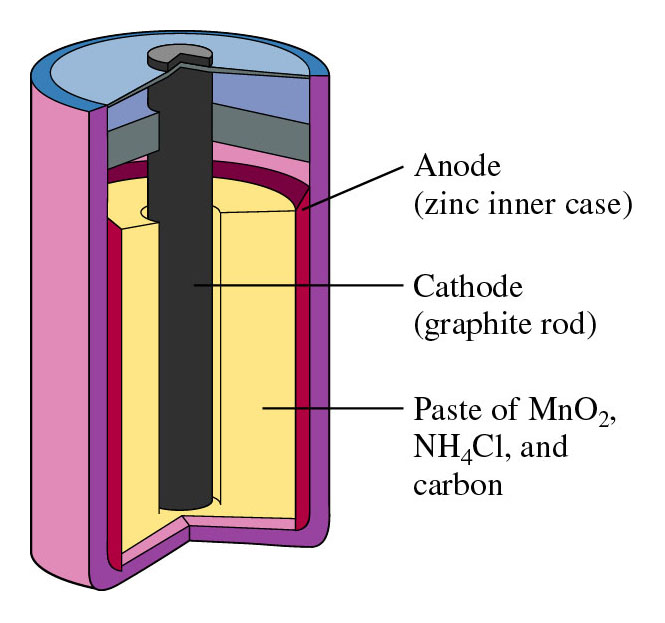 Anode
(zinc inner case)
Cathode
(graphite rod)
Paste of MnO₂,
NH₄Cl, and
carbon